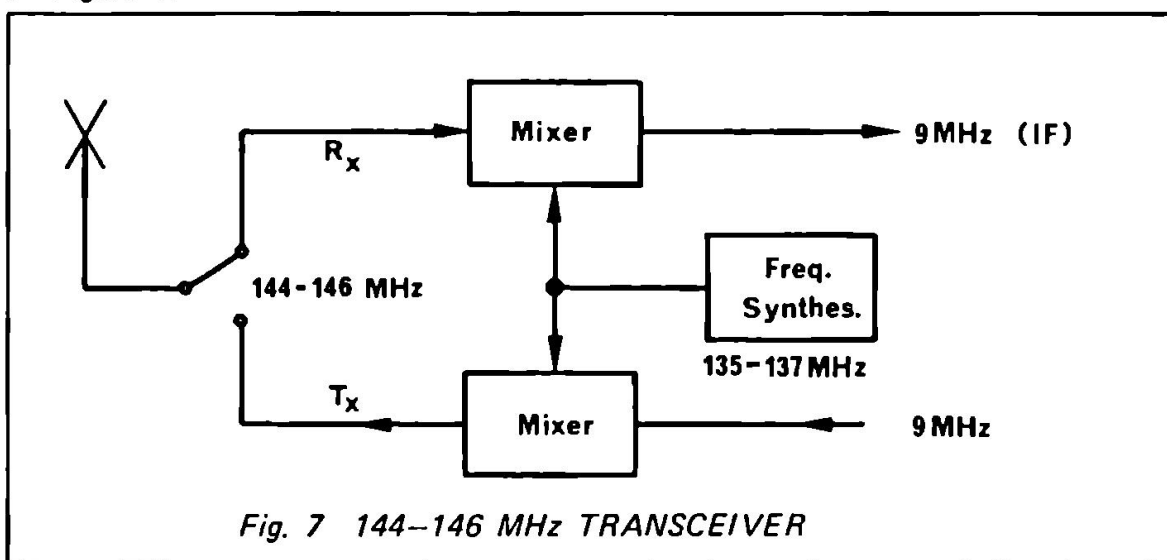 Mixer
9MHz (IF)
Rx
Freq.
Synthes.
144-146 MHz
135-137MHz
Tx
Mixer
9MHz
Fig. 7 144-146 MHz TRANSCEIVER